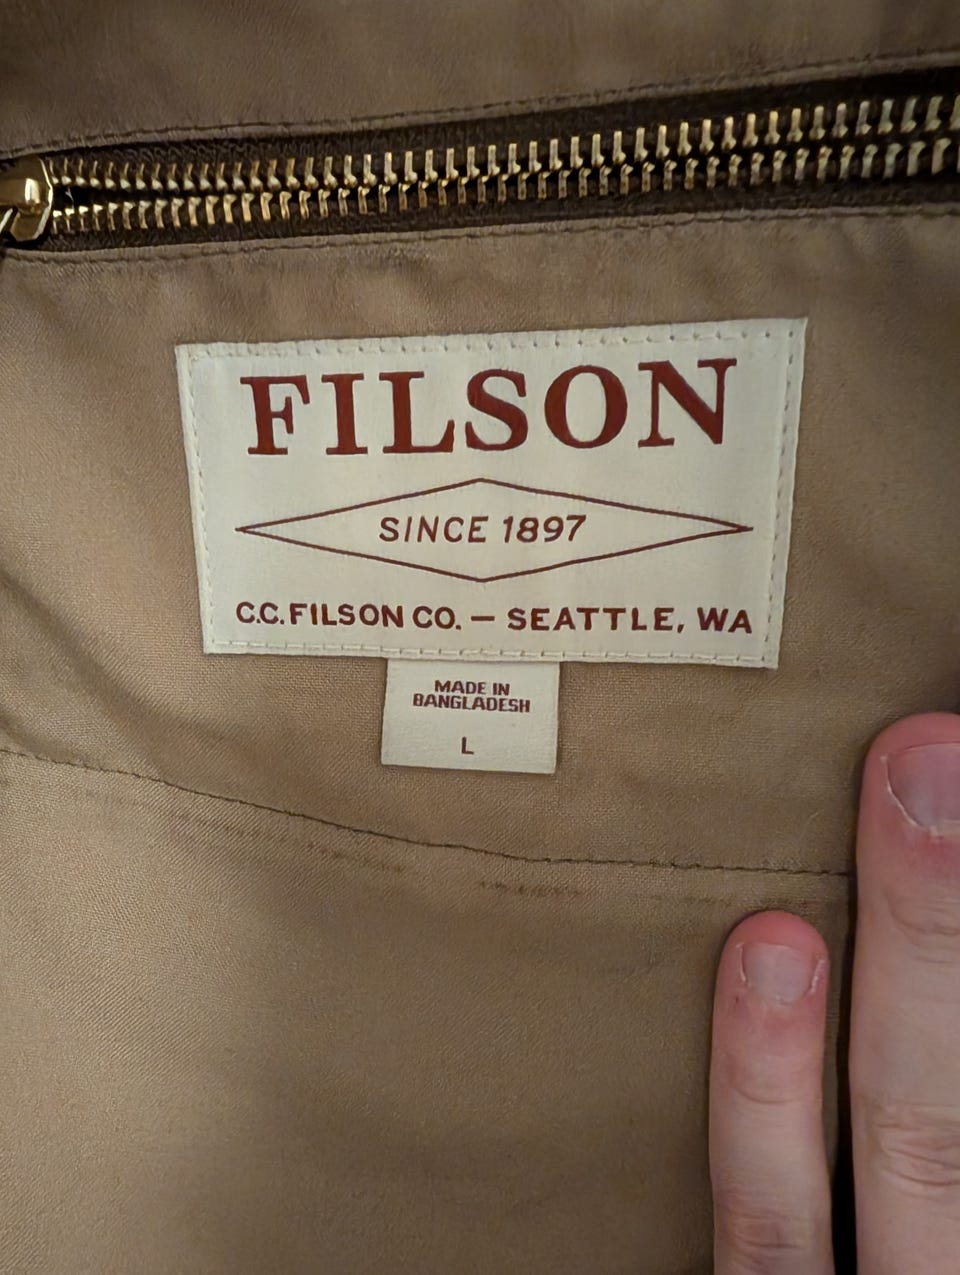 FILSON
SINCE 1897
C.C. FILSON CO. — SEATTLE, WA
MADE IN
BANGLADESH
L